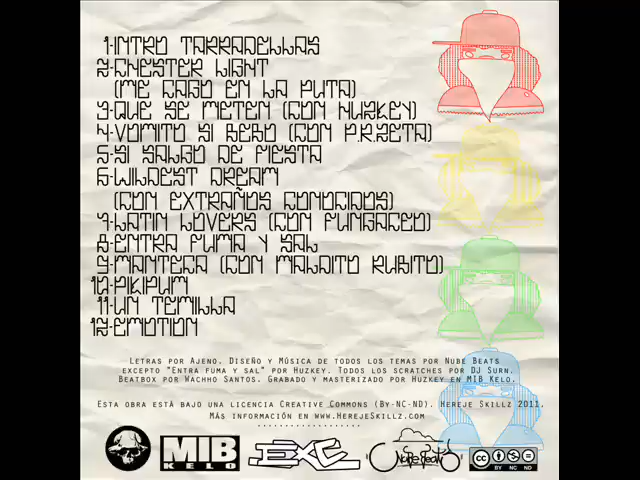 1-INTRO TARRADELLAS
2-CHESTER LIGHT
(ME CAGO EN LA PUTA)
3-QUE SE METEN (CON HUZKEY)
4-VOMITO SI BEBO (CON P.R.ZETA)
5-SI SALGO DE FIESTA
6-WILDEST DREAM
(CON EXTRAÑOS CONOCIDOS)
7-LATIN LOVERS (CON FUNGACEO)
8-ENTRA FUMA Y SAL
9-MANTECA (CON MALDITO RUBITO)
10-PIKIPUM
11-UN TEMILLA
12-EMOTION
LETRAS POR AJENO. DISEÑO Y MÚSICA DE TODOS LOS TEMAS POR NUBE BEATS
EXCEPTO "ENTRA FUMA Y SAL" POR HUZKEY. TODOS LOS SCRATCHES POR DJ SURN.
BEATBOX POR WACHHO SANTOS. GRABADO Y MASTERIZADO POR HUZKEY EN MIB KELO.
ESTA OBRA ESTÁ BAJO UNA LICENCIA CREATIVE COMMONS (BY-NC-ND). HEREJE SKILLZ 2011.
MÁS INFORMACIÓN EN WWW.HEREJESKILLZ.COM
MIB
KELO
EXC
Nube Beats
cc
BY NC ND